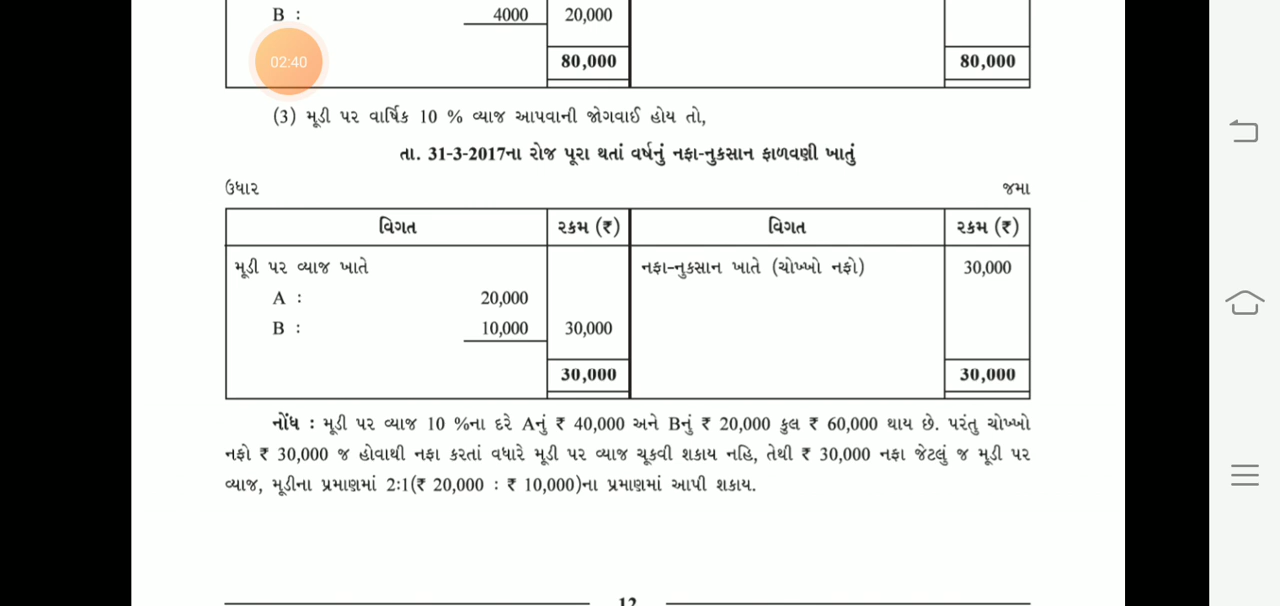 B : 4000 20,000
02:40
80,000 80,000
(3) મૂડી પર વાર્ષિક 10 % વ્યાજ આપવાની જોગવાઈ હોય તો,
તા. 31-3-2017ના રોજ પૂરા થતાં વર્ષનું નફા-નુકસાન ફાળવણી ખાતું
ઉધાર જમા
વિગત રકમ (₹) વિગત રકમ (₹)
મૂડી પર વ્યાજ ખાતે નફા-નુકસાન ખાતે (ચોખ્ખો નફો) 30,000
A : 20,000
B : 10,000 30,000
30,000 30,000
નોંધ : મૂડી પર વ્યાજ 10 %ના દરે Aનું ₹ 40,000 અને Bનું ₹ 20,000 કુલ ₹ 60,000 થાય છે. પરંતુ ચોખ્ખો
નફો ₹ 30,000 જ હોવાથી નફા કરતાં વધારે મૂડી પર વ્યાજ ચૂકવી શકાય નહિ, તેથી ₹ 30,000 નફા જેટલું જ મૂડી પર
વ્યાજ, મૂડીના પ્રમાણમાં 2:1(₹ 20,000 : ₹ 10,000)ના પ્રમાણમાં આપી શકાય.
12